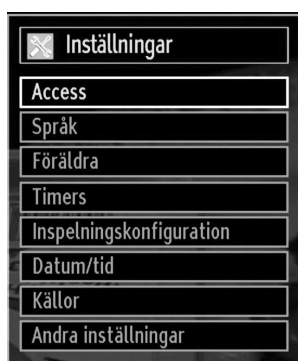 Inställningar
Access
Språk
Föräldra
Timers
Inspelningskonfiguration
Datum/tid
Källor
Andra inställningar